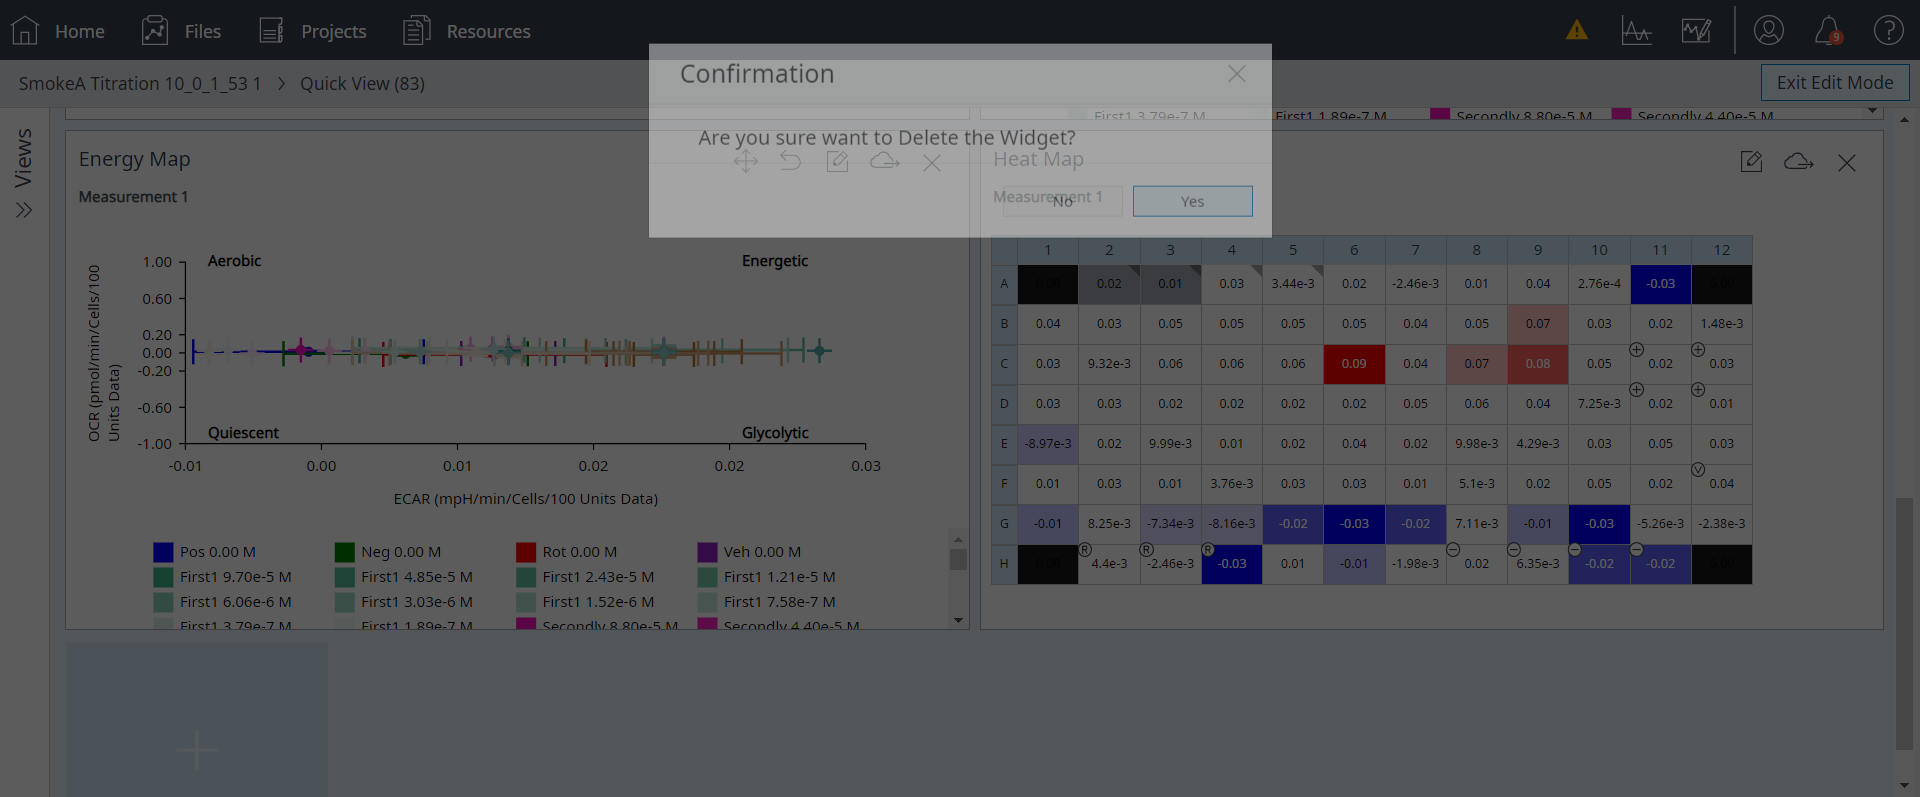 Home Files Projects Resources 9
SmokeA Titration 10_0_1_53 1 > Quick View (83) Exit Edit Mode
Views
Confirmation
Are you sure want to Delete the Widget?
No Yes
First1 3.79e-7 M First1 1.89e-7 M Secondly 8.80e-5 M Secondly 4.40e-5 M
Energy Map
Measurement 1
OCR (pmol/min/Cells/100
Units Data)
1.00
0.60
0.20
0.00
-0.20
-0.60
-1.00
Aerobic Energetic
Quiescent Glycolytic
-0.01 0.00 0.01 0.02 0.02 0.03
ECAR (mpH/min/Cells/100 Units Data)
Pos 0.00 M Neg 0.00 M Rot 0.00 M Veh 0.00 M
First1 9.70e-5 M First1 4.85e-5 M First1 2.43e-5 M First1 1.21e-5 M
First1 6.06e-6 M First1 3.03e-6 M First1 1.52e-6 M First1 7.58e-7 M
First1 3.79e-7 M First1 1.89e-7 M Secondly 8.80e-5 M Secondly 4.40e-5 M
Heat Map
Measurement 1
1 2 3 4 5 6 7 8 9 10 11 12
A 0.00 0.02 0.01 0.03 3.44e-3 0.02 -2.46e-3 0.01 0.04 2.76e-4 -0.03 0.00
B 0.04 0.03 0.05 0.05 0.05 0.05 0.04 0.05 0.07 0.03 0.02 1.48e-3
C 0.03 9.32e-3 0.06 0.06 0.06 0.09 0.04 0.07 0.08 0.05 0.02 0.03
D 0.03 0.03 0.02 0.02 0.02 0.02 0.05 0.06 0.04 7.25e-3 0.02 0.01
E -8.97e-3 0.02 9.99e-3 0.01 0.02 0.04 0.02 9.98e-3 4.29e-3 0.03 0.05 0.03
F 0.01 0.03 0.01 3.76e-3 0.03 0.03 0.01 5.1e-3 0.02 0.05 0.02 V 0.04
G -0.01 8.25e-3 -7.34e-3 -8.16e-3 -0.02 -0.03 -0.02 7.11e-3 -0.01 -0.03 -5.26e-3 -2.38e-3
H 0.00 R 4.4e-3 R -2.46e-3 R -0.03 0.01 -0.01 -1.98e-3 0.02 6.35e-3 -0.02 -0.02 0.00